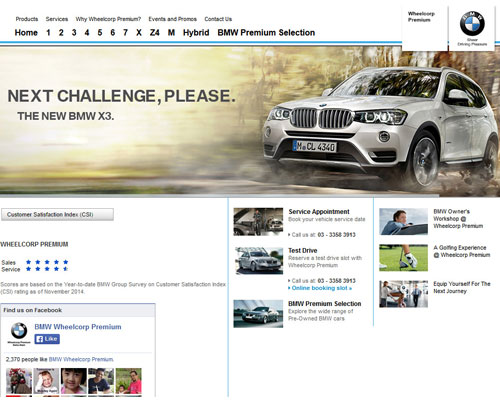 Products Services Why Wheelcorp Premium? Events and Promos Contact Us
Home 1 2 3 4 5 6 7 X Z4 M Hybrid BMW Premium Selection
Wheelcorp
Premium
BMW
Sheer
Driving Pleasure
NEXT CHALLENGE, PLEASE.
THE NEW BMW X3.
M CL 4340
Customer Satisfaction Index (CSI)
WHEELCORP PREMIUM
Sales
Service
Scores are based on the Year-to-date BMW Group Survey on Customer Satisfaction Index
(CSI) rating as of November 2014.
Find us on Facebook
BMW Wheelcorp Premium
Like
2,370 people like BMW Wheelcorp Premium.
Service Appointment
Book your vehicle service date
Call us at: 03 - 3358 3913
Test Drive
Reserve a test drive slot with
Wheelcorp Premium
Call us at: 03 - 3358 3913
Online booking slot »
BMW Premium Selection
Explore the wide range of
Pre-Owned BMW cars
BMW Owner's
Workshop @
Wheelcorp Premium
A Golfing Experience
@ Wheelcorp Premium
Equip Yourself For The
Next Journey